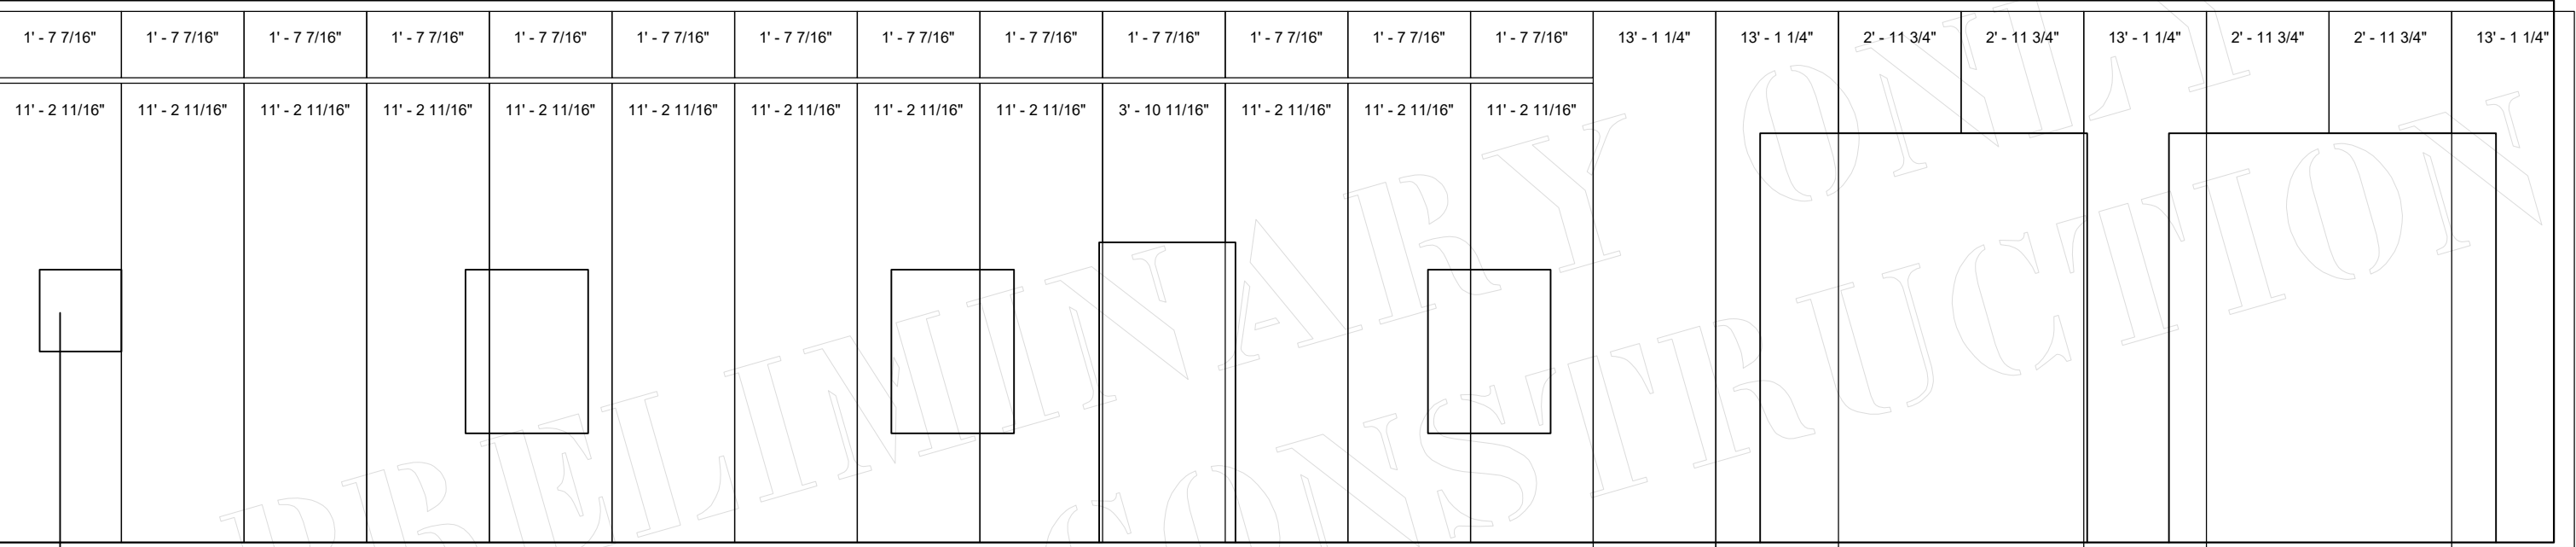 1' - 7 7/16" 1' - 7 7/16" 1' - 7 7/16" 1' - 7 7/16" 1' - 7 7/16" 1' - 7 7/16" 1' - 7 7/16" 1' - 7 7/16" 1' - 7 7/16" 1' - 7 7/16" 1' - 7 7/16" 1' - 7 7/16" 1' - 7 7/16" 13' - 1 1/4" 13' - 1 1/4" 2' - 11 3/4" 2' - 11 3/4" 13' - 1 1/4" 2' - 11 3/4" 2' - 11 3/4" 13' - 1 1/4"
11' - 2 11/16" 11' - 2 11/16" 11' - 2 11/16" 11' - 2 11/16" 11' - 2 11/16" 11' - 2 11/16" 11' - 2 11/16" 11' - 2 11/16" 11' - 2 11/16" 3' - 10 11/16" 11' - 2 11/16" 11' - 2 11/16" 11' - 2 11/16"
PRELIMINARY ONLY
CONSTRUCTION